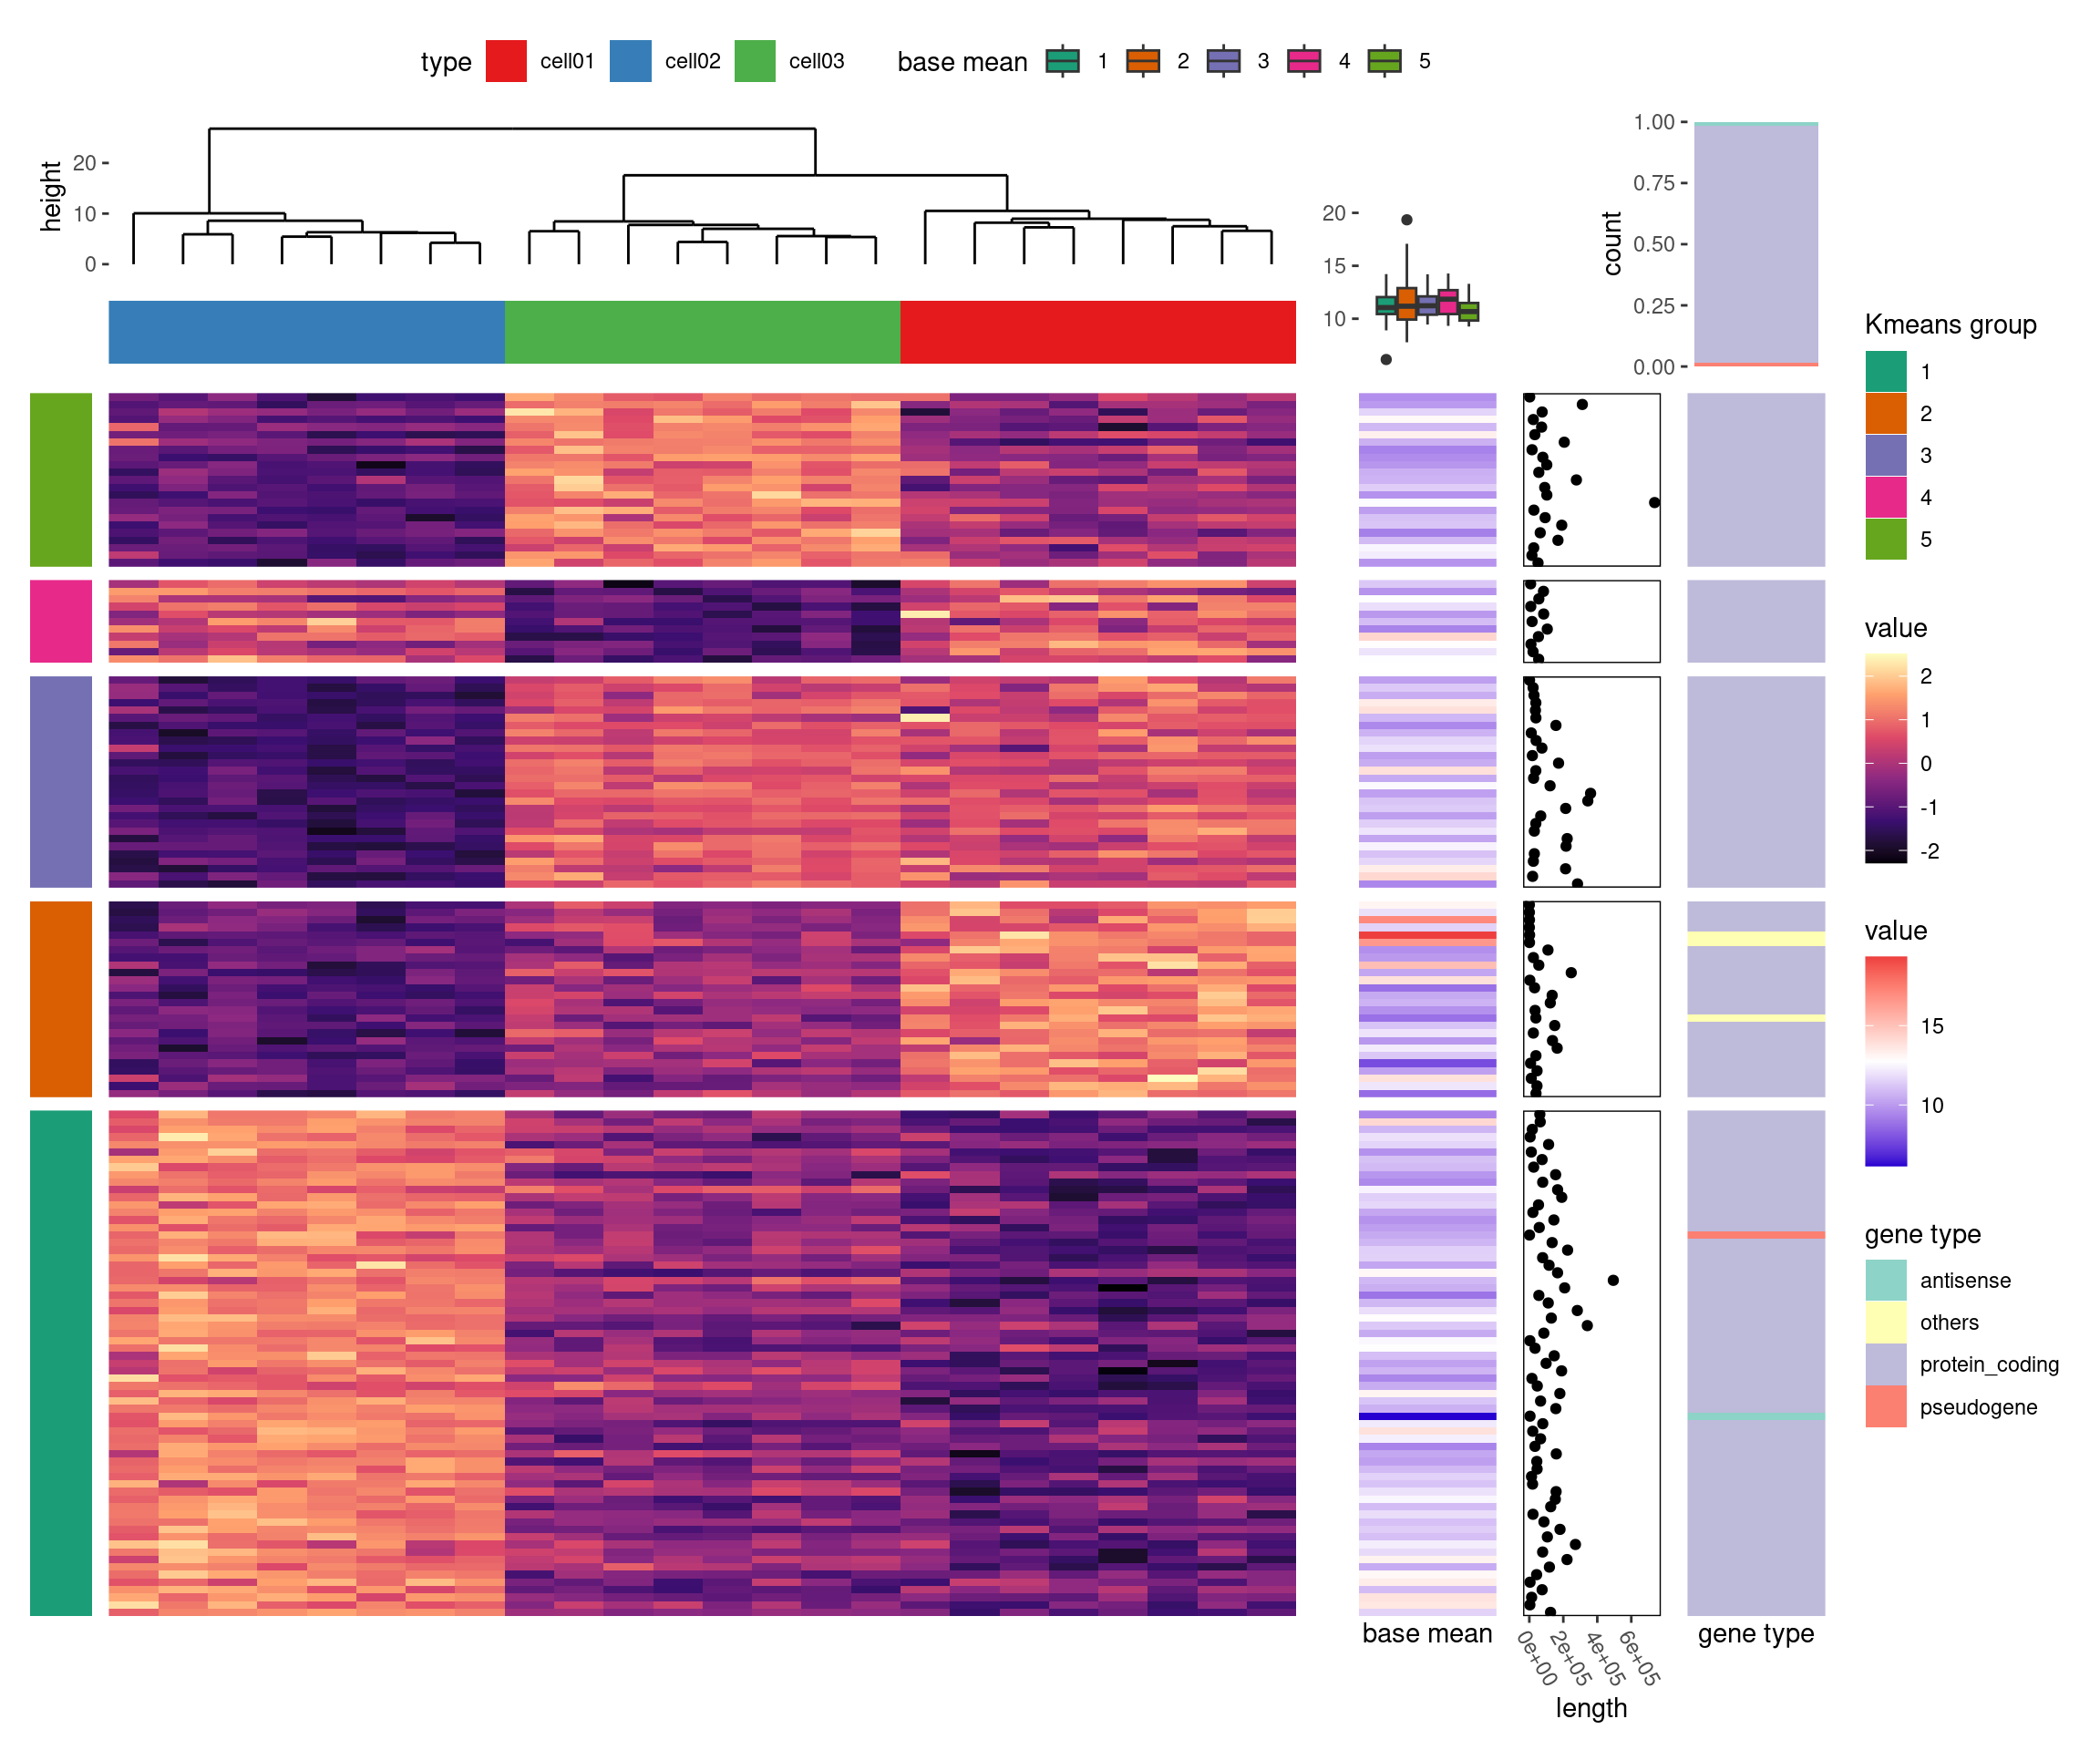 type cell01 cell02 cell03 base mean 1 2 3 4 5
height
20
10
0
20
15
10
count
1.00
0.75
0.50
0.25
0.00
Kmeans group
1
2
3
4
5
value
2
1
0
-1
-2
value
15
10
gene type
antisense
others
protein_coding
pseudogene
base mean
0e+00 2e+05 4e+05 6e+05
length
gene type